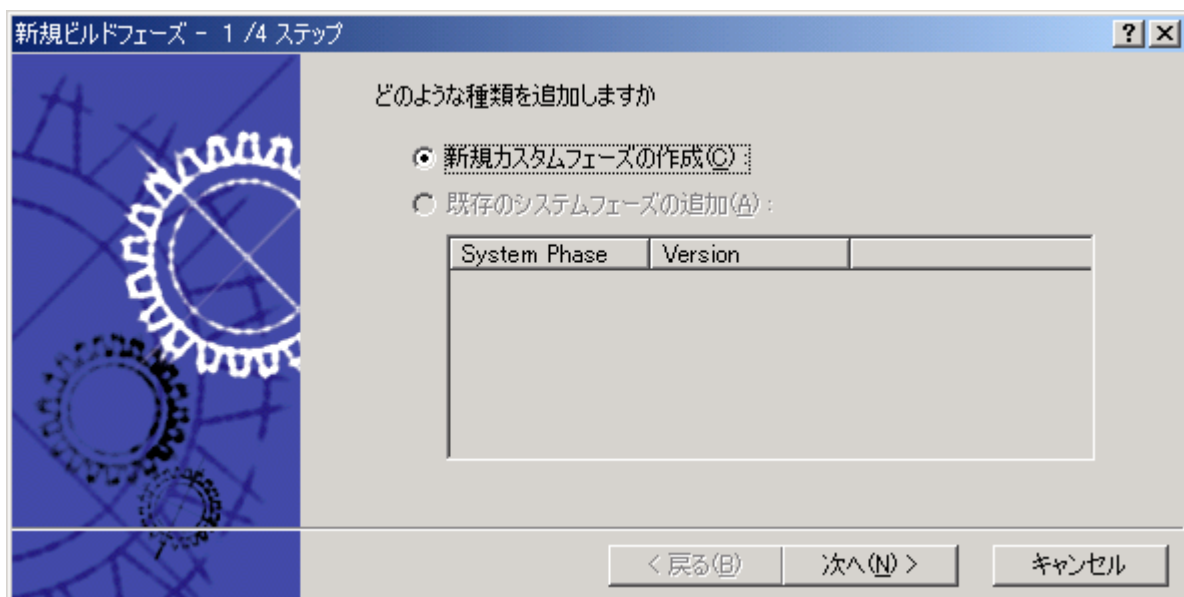 新規ビルドフェーズ - 1 /4 ステップ
どのような種類を追加しますか
新規カスタムフェーズの作成(C) :
既存のシステムフェーズの追加(A) :
System Phase Version
< 戻る(B) 次へ(N) > キャンセル